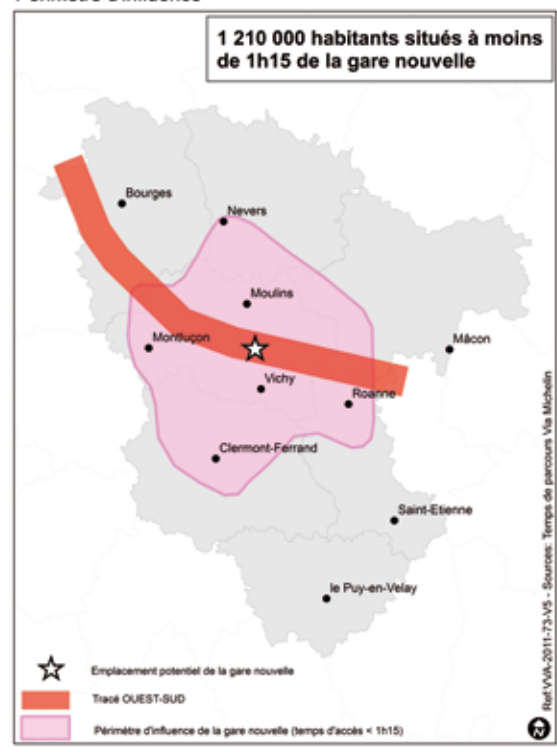 Périmètre d'influence
1 210 000 habitants situés à moins
de 1h15 de la gare nouvelle
Bourges
Nevers
Moulins
Montluçon
Mâcon
Vichy
Roanne
Clermont-Ferrand
Saint-Etienne
le Puy-en-Velay
Emplacement potentiel de la gare nouvelle
Tracé OUEST-SUD
Périmètre d'influence de la gare nouvelle (temps d'accès < 1h15)
Ref:VVA-2011-73-V5 - Sources: Temps de parcours Via Michelin